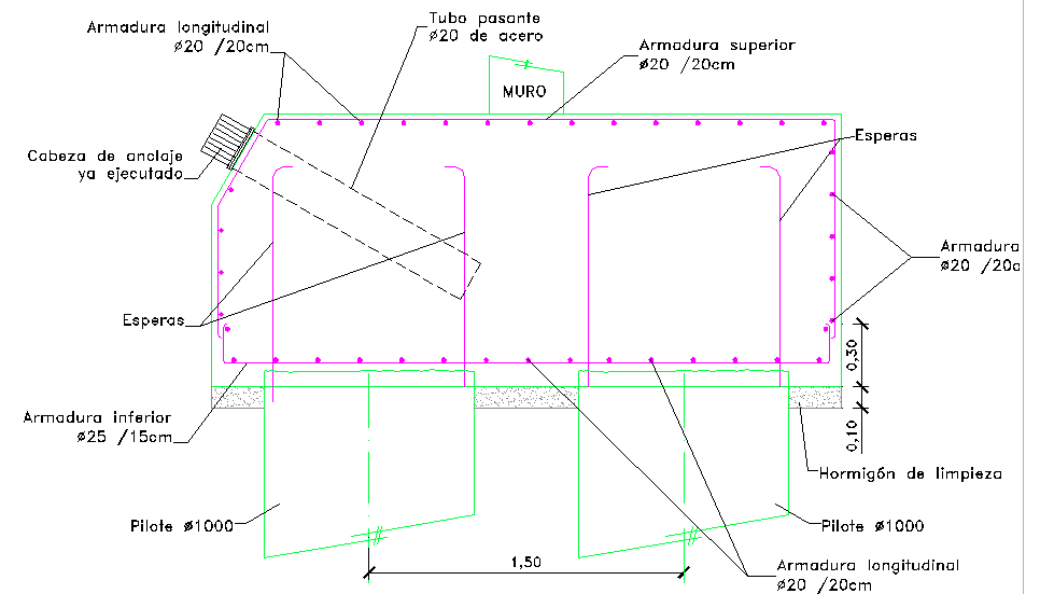 Armadura longitudinal
ø20 /20cm
Tubo pasante
ø20 de acero
Armadura superior
ø20 /20cm
MURO
Cabeza de anclaje
ya ejecutado
Esperas
Armadura
ø20 /20c
Esperas
0,30
Armadura inferior
ø25 /15cm
0,10
Hormigón de limpieza
Pilote ø1000
Pilote ø1000
1,50
Armadura longitudinal
ø20 /20cm